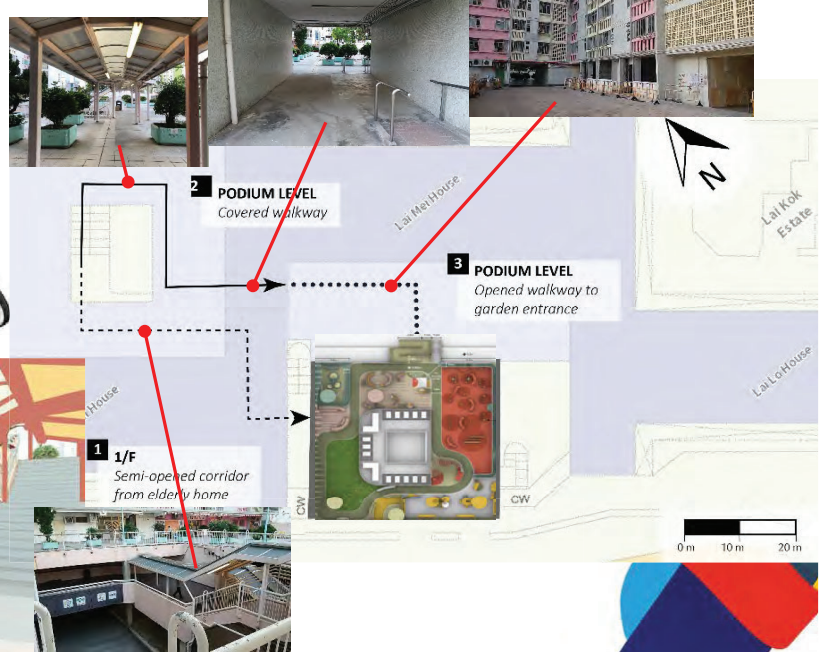 2
PODIUM LEVEL
Covered walkway
Lai Mei House
N
Lai Kok
Estate
3
PODIUM LEVEL
Opened walkway to
garden entrance
House
Lai Lo House
1
1/F
Semi-opened corridor
from elderly home
CW
CW
0 m
10 m
20 m